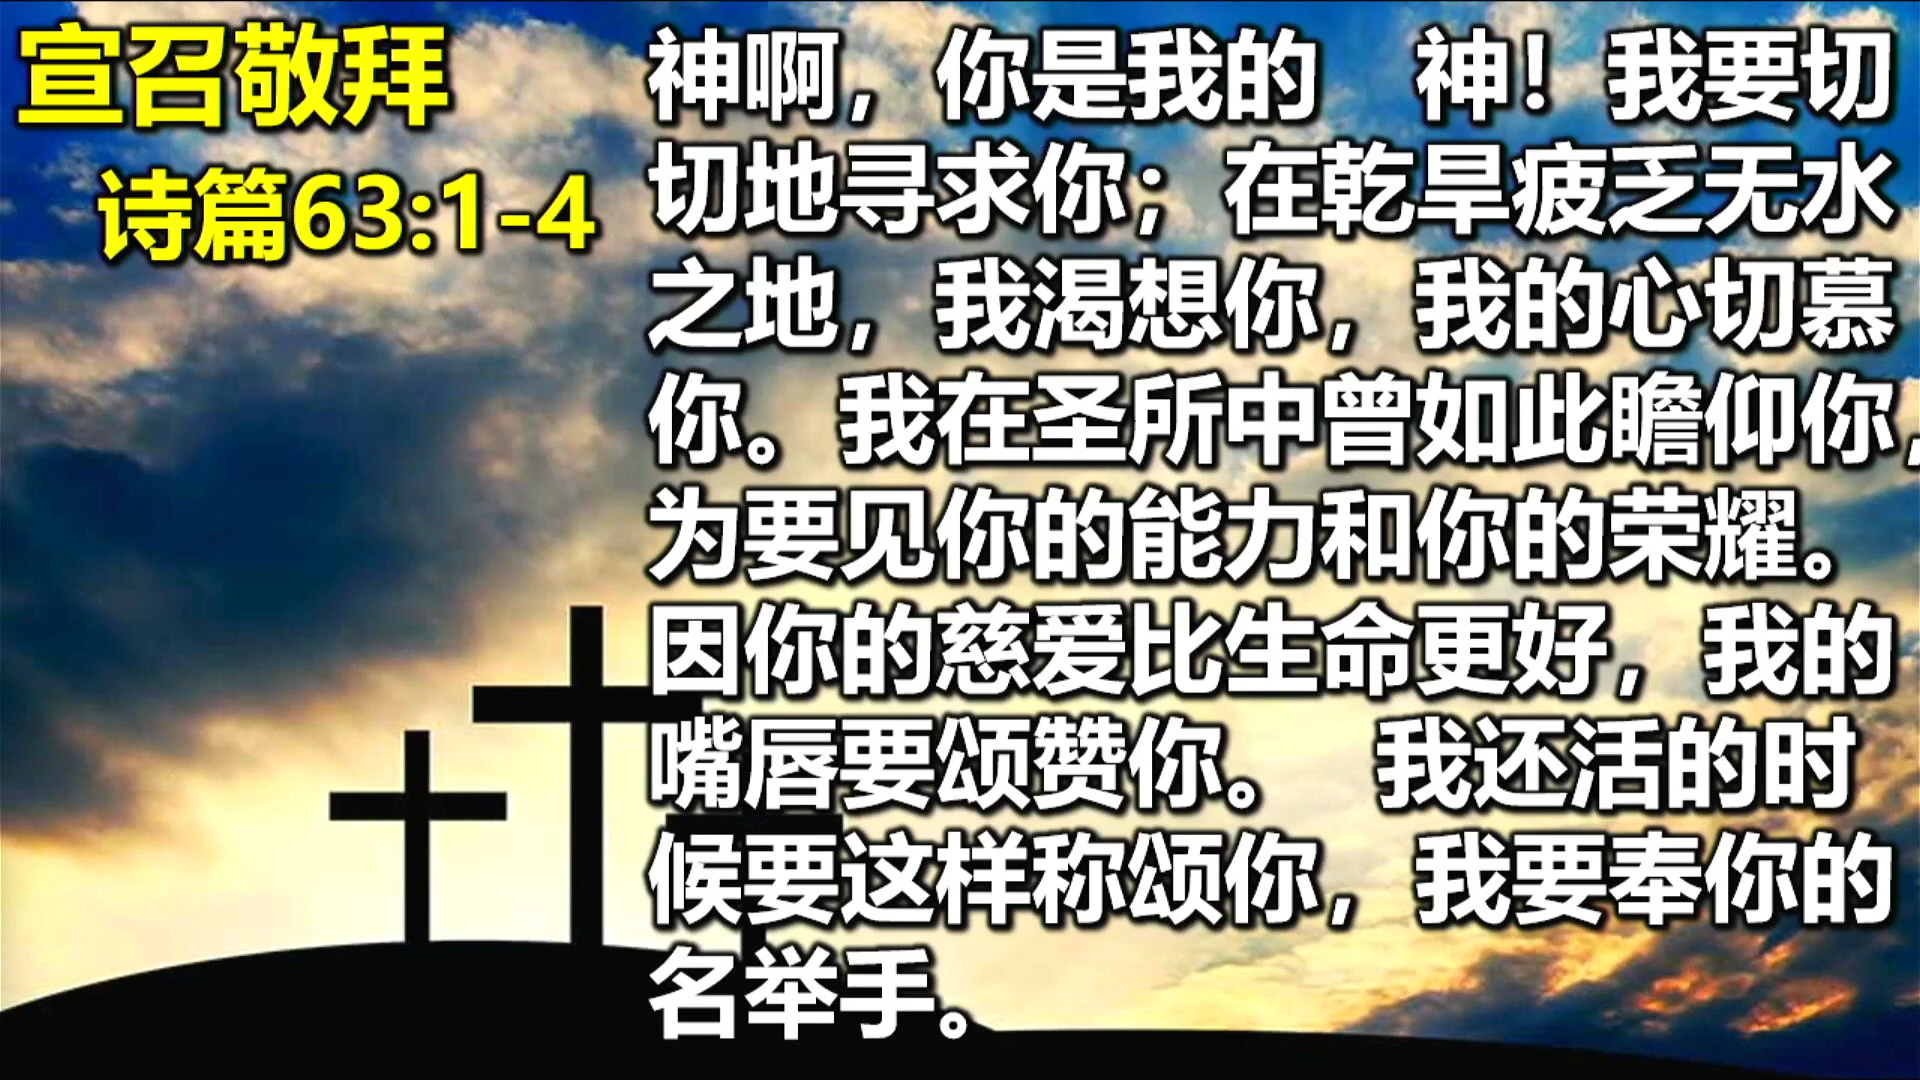 宣召敬拜
诗篇63:1-4
神啊，你是我的　神！我要切
切地寻求你；在乾旱疲乏无水
之地，我渴想你，我的心切慕
你。我在圣所中曾如此瞻仰你，
为要见你的能力和你的荣耀。
因你的慈爱比生命更好，我的
嘴唇要颂赞你。　我还活的时
候要这样称颂你，我要奉你的
名举手。